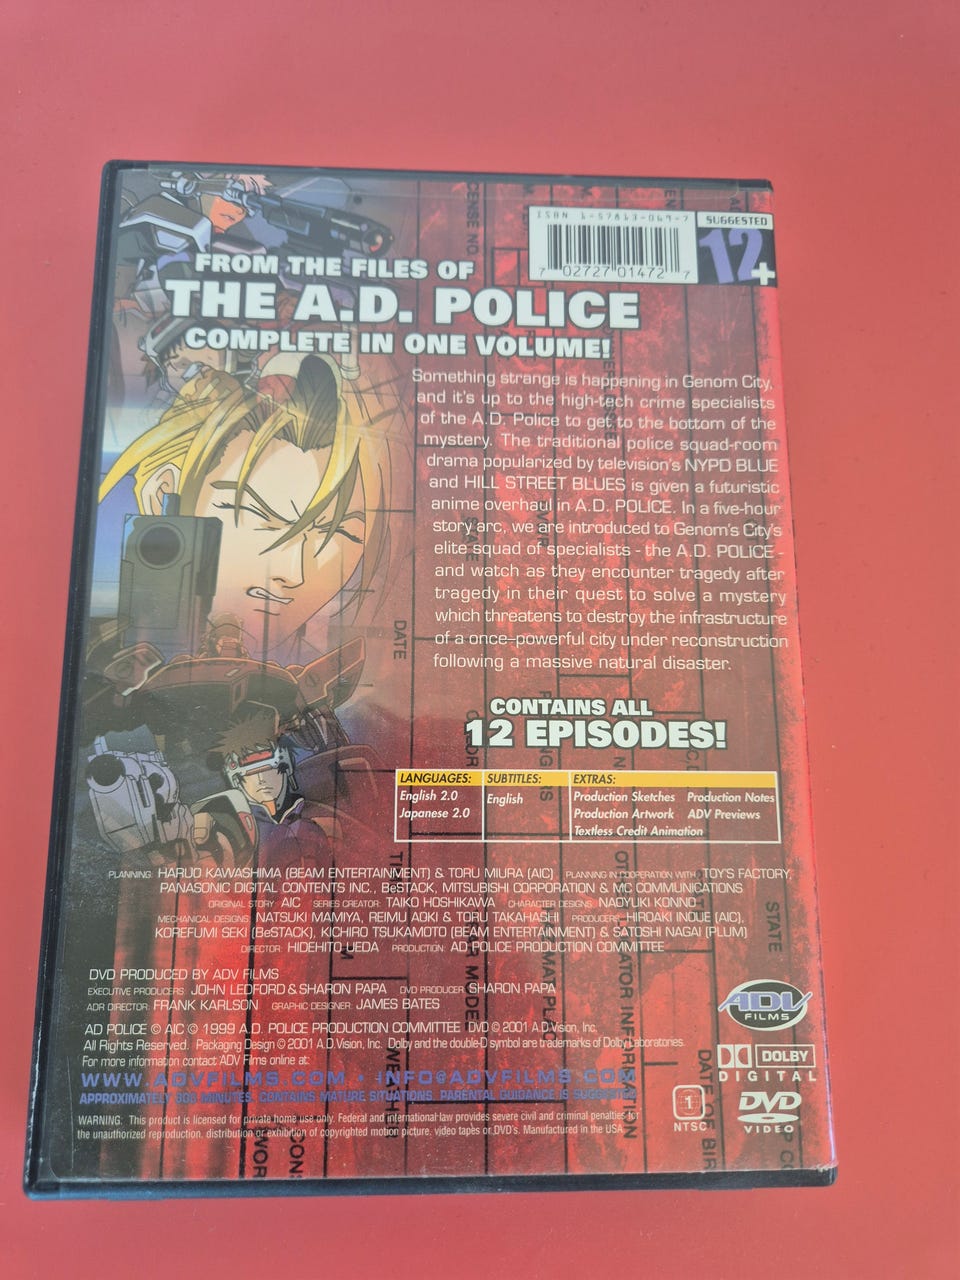 ISBN 1-57813-069-7
7 02727 01472 7
SUGGESTED
12+
FROM THE FILES OF
THE A.D. POLICE
COMPLETE IN ONE VOLUME!
Something strange is happening in Genom City,
and it's up to the high-tech crime specialists
of the A.D. Police to get to the bottom of the
mystery. The traditional police squad-room
drama popularized by television's NYPD BLUE
and HILL STREET BLUES is given a futuristic
anime overhaul in A.D. POLICE. In a five-hour
story arc, we are introduced to Genom's City's
elite squad of specialists - the A.D. POLICE -
and watch as they encounter tragedy after
tragedy in their quest to solve a mystery
which threatens to destroy the infrastructure
of a once-powerful city under reconstruction
following a massive natural disaster.
DATE
STATE
CONTAINS ALL
12 EPISODES!
LANGUAGES: SUBTITLES: EXTRAS:
English 2.0 English Production Sketches Production Notes
Japanese 2.0 Production Artwork ADV Previews
Textless Credit Animation
PLANNING: HARUO KAWASHIMA (BEAM ENTERTAINMENT) & TORU MIURA (AIC) PLANNING IN COOPERATION WITH: TOY'S FACTORY,
PANASONIC DIGITAL CONTENTS INC., BeSTACK, MITSUBISHI CORPORATION & MC COMMUNICATIONS
ORIGINAL STORY: AIC SERIES CREATOR: TAIKO HOSHIKAWA CHARACTER DESIGNS: NAOYUKI KONNO
MECHANICAL DESIGNS: NATSUKI MAMIYA, REIMU AOKI & TORU TAKAHASHI PRODUCERS: HIROAKI INOUE (AIC),
KOREFUMI SEKI (BeSTACK), KICHIRO TSUKAMOTO (BEAM ENTERTAINMENT) & SATOSHI NAGAI (PLUM)
DIRECTOR: HIDEHITO UEDA PRODUCTION: AD POLICE PRODUCTION COMMITTEE
DVD PRODUCED BY ADV FILMS
EXECUTIVE PRODUCERS: JOHN LEDFORD & SHARON PAPA DVD PRODUCER: SHARON PAPA
ADR DIRECTOR: FRANK KARLSON GRAPHIC DESIGNER: JAMES BATES
AD POLICE © AIC © 1999 A.D. POLICE PRODUCTION COMMITTEE DVD © 2001 A.D.Vision, Inc.
All Rights Reserved. Packaging Design © 2001 A.D.Vision, Inc. Dolby and the double-D symbol are trademarks of Dolby Laboratories.
For more information contact ADV Films online at:
WWW.ADVFILMS.COM • INFO@ADVFILMS.COM
APPROXIMATELY 300 MINUTES. CONTAINS MATURE SITUATIONS. PARENTAL GUIDANCE IS SUGGESTED
WARNING: This product is licensed for private home use only. Federal and international law provides severe civil and criminal penalties for
the unauthorized reproduction, distribution or exhibition of copyrighted motion picture, video tapes or DVD's. Manufactured in the USA.
ADV
FILMS
DOLBY
DIGITAL
1
NTSC
DVD
VIDEO